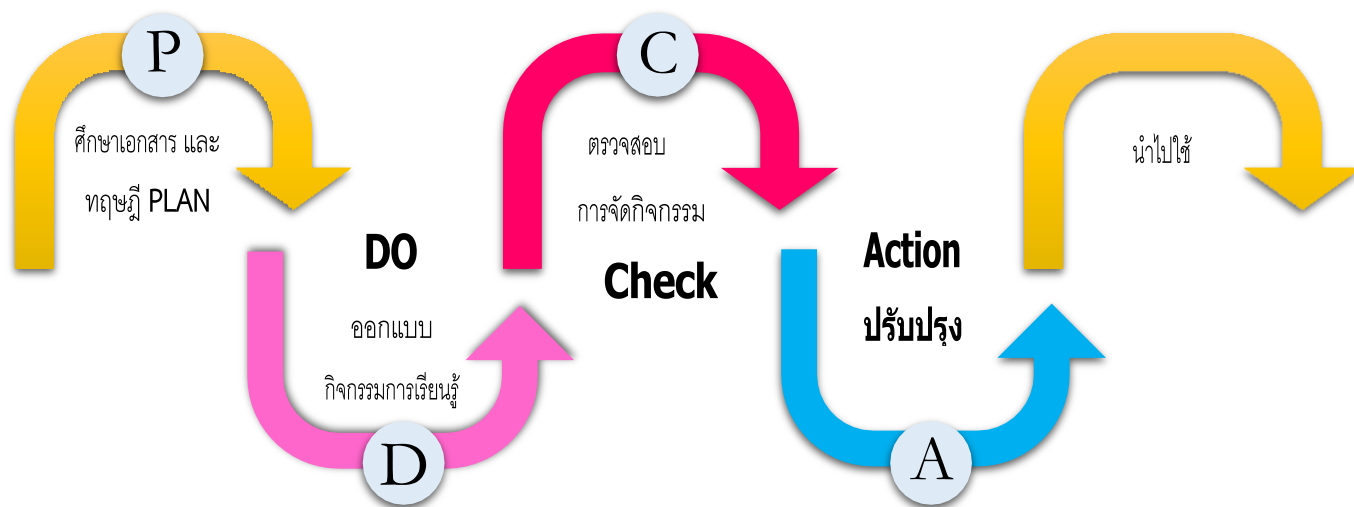 P
ศึกษาเอกสาร และ
ทฤษฎี PLAN
DO
ออกแบบ
กิจกรรมการเรียนรู้
D
C
ตรวจสอบ
การจัดกิจกรรม
Check
Action
ปรับปรุง
A
นำไปใช้